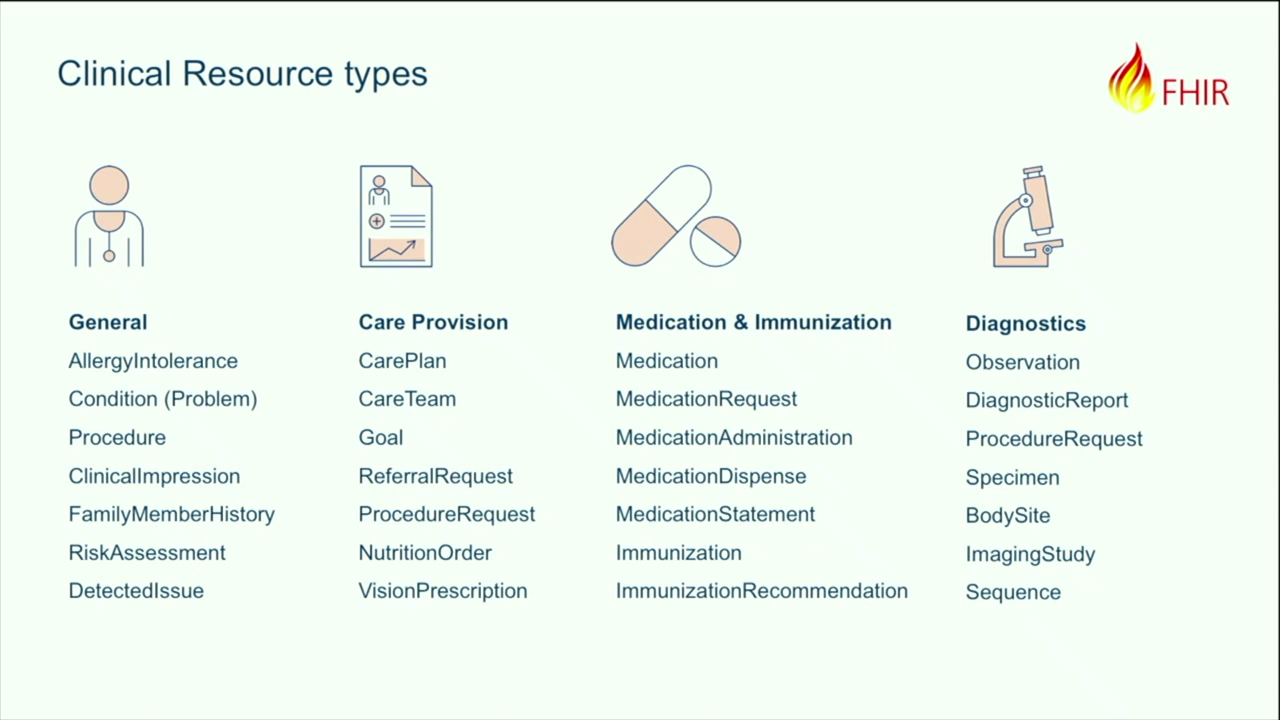 Clinical Resource types
FHIR
General
AllergyIntolerance
Condition (Problem)
Procedure
ClinicalImpression
FamilyMemberHistory
RiskAssessment
DetectedIssue
Care Provision
CarePlan
CareTeam
Goal
ReferralRequest
ProcedureRequest
NutritionOrder
VisionPrescription
Medication & Immunization
Medication
MedicationRequest
MedicationAdministration
MedicationDispense
MedicationStatement
Immunization
ImmunizationRecommendation
Diagnostics
Observation
DiagnosticReport
ProcedureRequest
Specimen
BodySite
ImagingStudy
Sequence